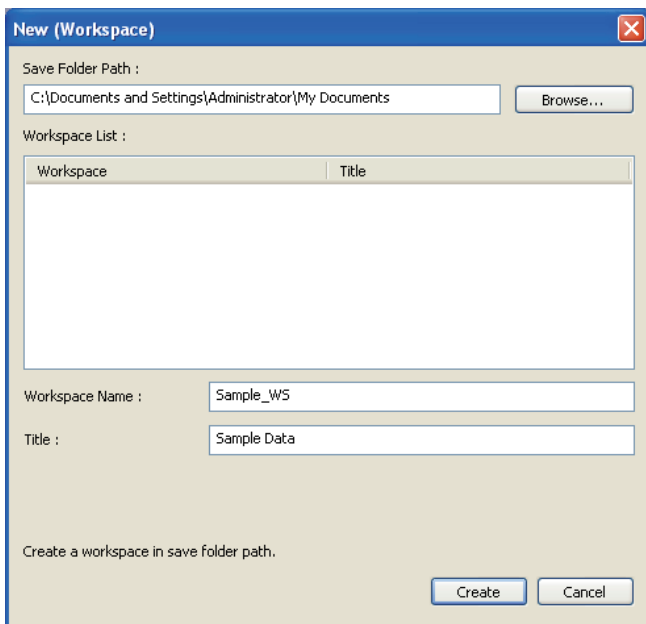 New (Workspace)
Save Folder Path :
C:\Documents and Settings\Administrator\My Documents
Browse...
Workspace List :
Workspace Title
Workspace Name : Sample_WS
Title : Sample Data
Create a workspace in save folder path.
Create Cancel